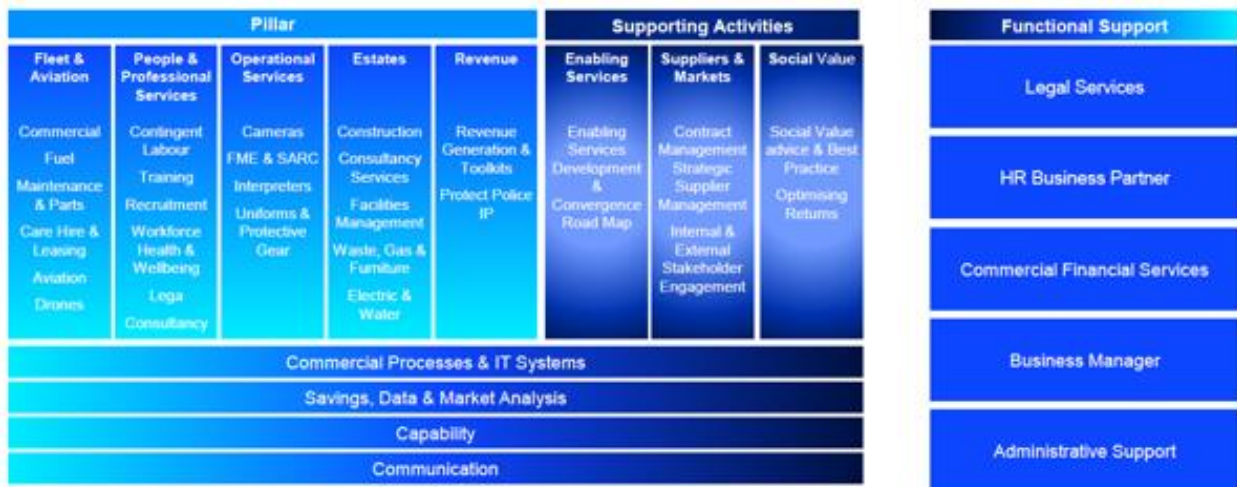 Pillar
Supporting Activities
Functional Support
Fleet &
Aviation
Commercial
Fuel
Maintenance
& Parts
Care Hire &
Leasing
Aviation
Drones
People &
Professional
Services
Contingent
Labour
Training
Recruitment
Workforce
Health &
Wellbeing
Lega
Consultancy
Operational
Services
Cameras
FME & SARC
Interpreters
Uniforms &
Protective
Gear
Estates
Construction
Consultancy
Services
Facilities
Management
Waste, Gas &
Furniture
Electric &
Water
Revenue
Revenue
Generation &
Toolkits
Protect Police
IP
Enabling
Services
Enabling
Services
Development
&
Convergence
Road Map
Suppliers &
Markets
Contract
Management
Strategic
Supplier
Management
Internal &
External
Stakeholder
Engagement
Social Value
Social Value
advice & Best
Practice
Optimising
Returns
Commercial Processes & IT Systems
Savings, Data & Market Analysis
Capability
Communication
Legal Services
HR Business Partner
Commercial Financial Services
Business Manager
Administrative Support